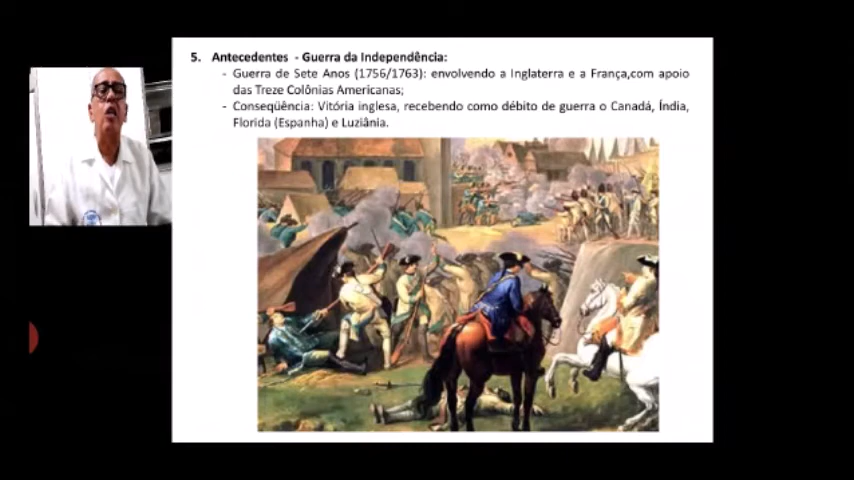 5. Antecedentes - Guerra da Independência:
- Guerra de Sete Anos (1756/1763): envolvendo a Inglaterra e a França,com apoio
das Treze Colônias Americanas;
- Conseqüência: Vitória inglesa, recebendo como débito de guerra o Canadá, Índia,
Florida (Espanha) e Luziânia.